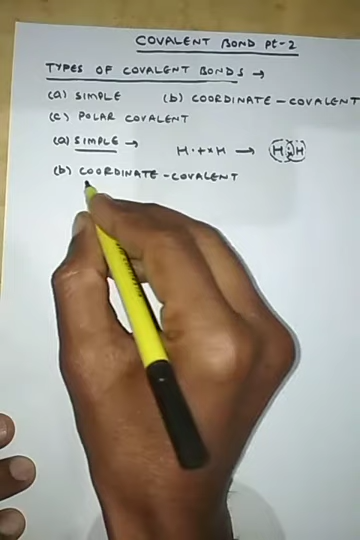 COVALENT BOND Pt-2
TYPES OF COVALENT BONDS →
(a) SIMPLE (b) COORDINATE-COVALENT
(c) POLAR COVALENT
(a) SIMPLE → H·+×H → H·×H
(b) COORDINATE-COVALENT